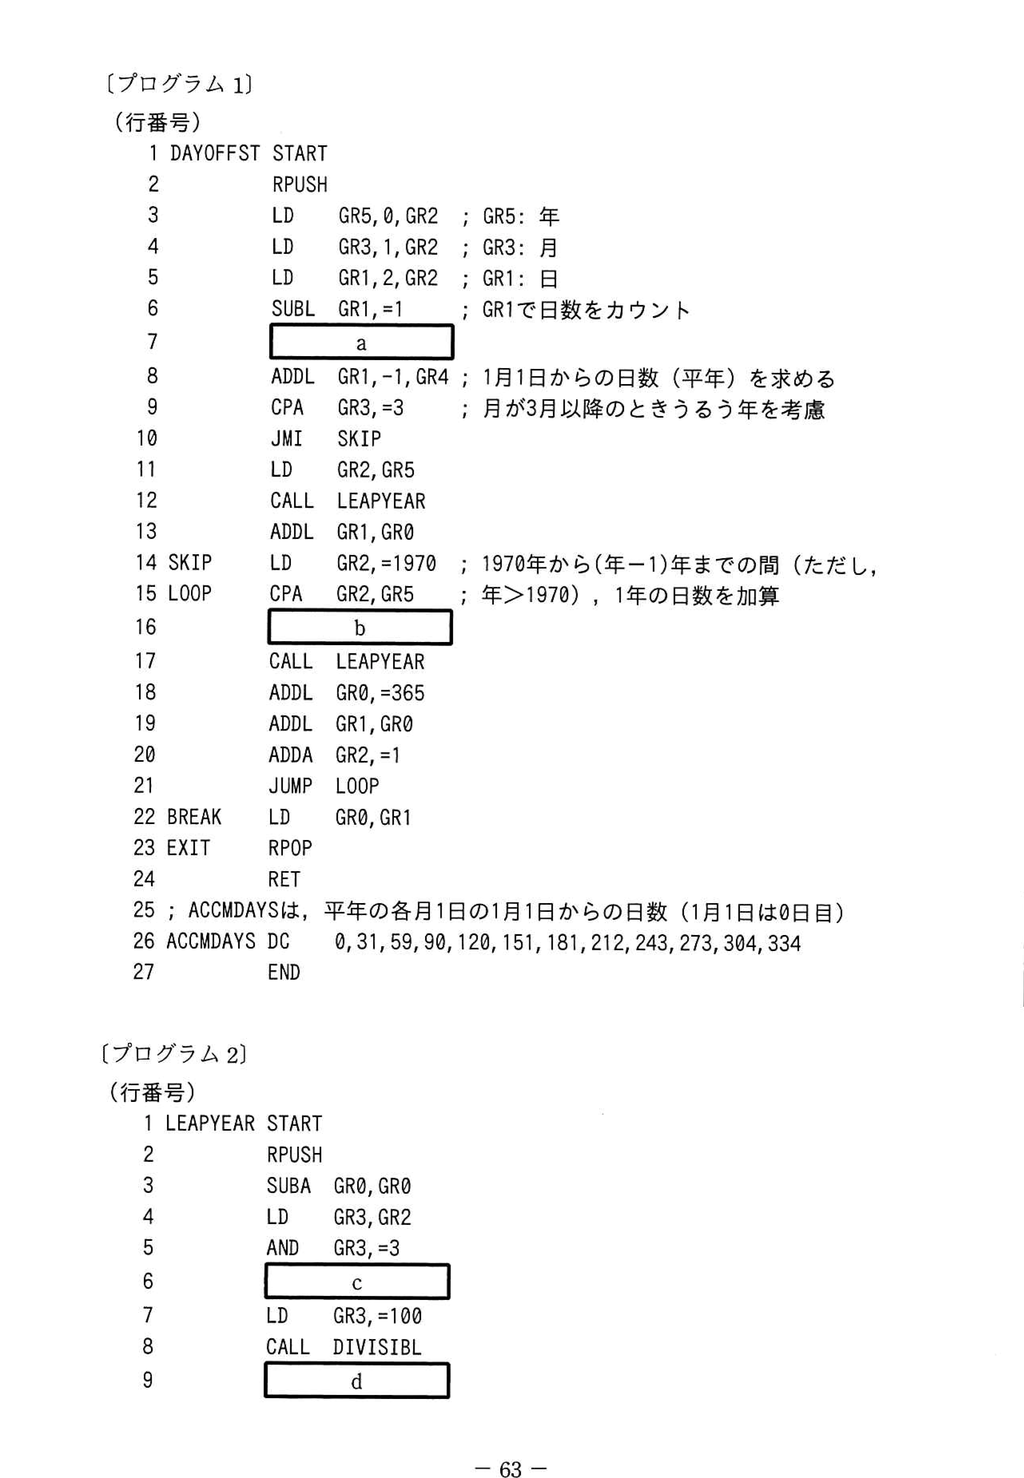 〔プログラム 1〕
（行番号）
1 DAYOFFST START
2 RPUSH
3 LD GR5,0,GR2 ; GR5: 年
4 LD GR3,1,GR2 ; GR3: 月
5 LD GR1,2,GR2 ; GR1: 日
6 SUBL GR1,=1 ; GR1で日数をカウント
7 a
8 ADDL GR1,-1,GR4 ; 1月1日からの日数（平年）を求める
9 CPA GR3,=3 ; 月が3月以降のときうるう年を考慮
10 JMI SKIP
11 LD GR2,GR5
12 CALL LEAPYEAR
13 ADDL GR1,GR0
14 SKIP LD GR2,=1970 ; 1970年から(年－1)年までの間（ただし，
15 LOOP CPA GR2,GR5 ; 年＞1970），1年の日数を加算
16 b
17 CALL LEAPYEAR
18 ADDL GR0,=365
19 ADDL GR1,GR0
20 ADDA GR2,=1
21 JUMP LOOP
22 BREAK LD GR0,GR1
23 EXIT RPOP
24 RET
25 ; ACCMDAYSは，平年の各月1日の1月1日からの日数（1月1日は0日目）
26 ACCMDAYS DC 0,31,59,90,120,151,181,212,243,273,304,334
27 END
〔プログラム 2〕
（行番号）
1 LEAPYEAR START
2 RPUSH
3 SUBA GR0,GR0
4 LD GR3,GR2
5 AND GR3,=3
6 c
7 LD GR3,=100
8 CALL DIVISIBL
9 d
－ 63 －